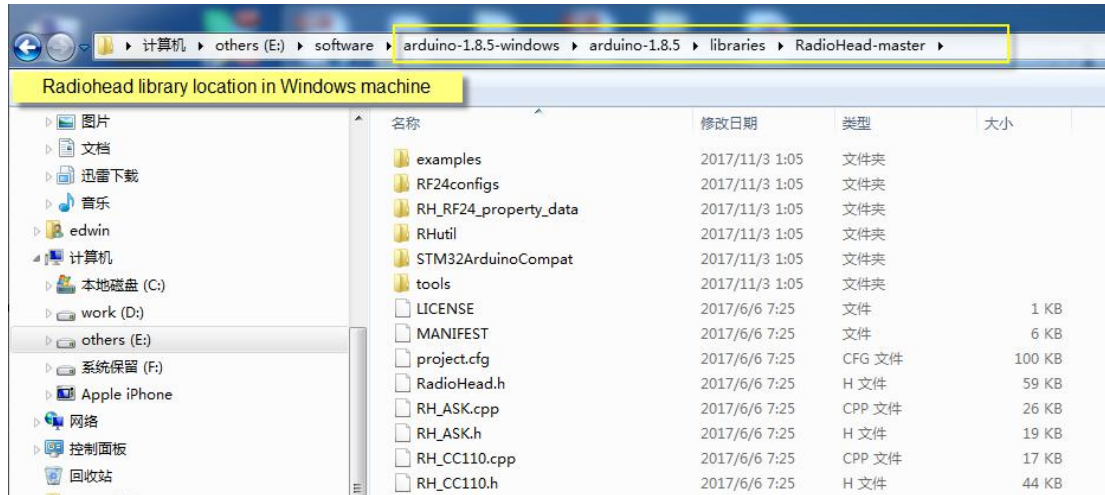 计算机 others (E:) software arduino-1.8.5-windows arduino-1.8.5 libraries RadioHead-master
Radiohead library location in Windows machine
图片
文档
迅雷下载
音乐
edwin
计算机
本地磁盘 (C:)
work (D:)
others (E:)
系统保留 (F:)
Apple iPhone
网络
控制面板
回收站
名称 修改日期 类型 大小
examples 2017/11/3 1:05 文件夹
RF24configs 2017/11/3 1:05 文件夹
RH_RF24_property_data 2017/11/3 1:05 文件夹
RHutil 2017/11/3 1:05 文件夹
STM32ArduinoCompat 2017/11/3 1:05 文件夹
tools 2017/11/3 1:05 文件夹
LICENSE 2017/6/6 7:25 文件 1 KB
MANIFEST 2017/6/6 7:25 文件 6 KB
project.cfg 2017/6/6 7:25 CFG 文件 100 KB
RadioHead.h 2017/6/6 7:25 H 文件 59 KB
RH_ASK.cpp 2017/6/6 7:25 CPP 文件 26 KB
RH_ASK.h 2017/6/6 7:25 H 文件 19 KB
RH_CC110.cpp 2017/6/6 7:25 CPP 文件 17 KB
RH_CC110.h 2017/6/6 7:25 H 文件 44 KB